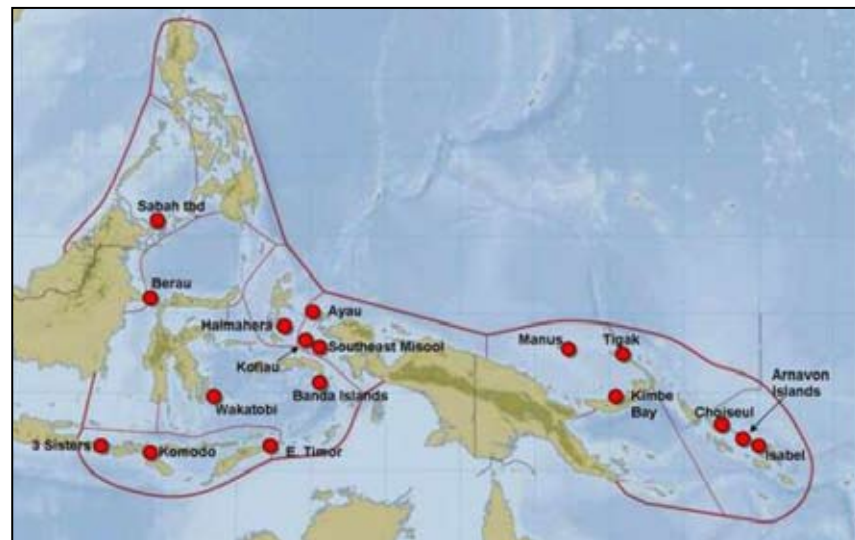 Sabah tbd
Berau
Ayau
Halmahera
Southeast Misool
Kofiau
Banda Islands
Wakatobi
3 Sisters
Komodo
E. Timor
Manus
Tigak
Kimbe
Bay
Arnavon
Islands
Choiseul
Isabel